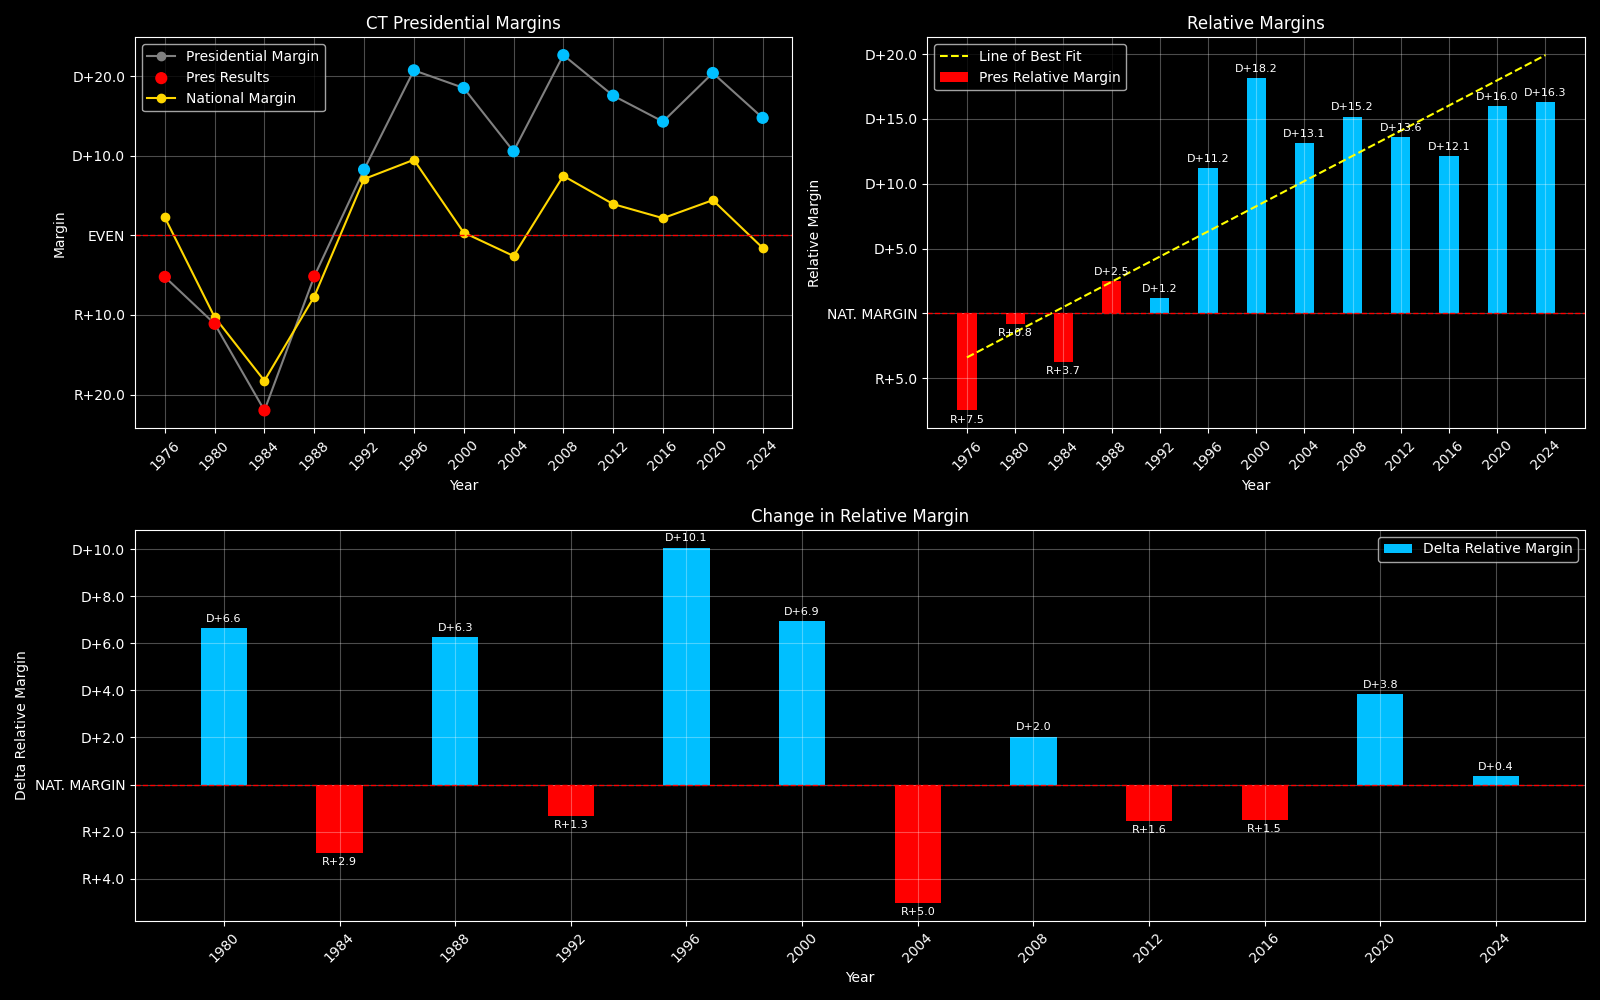 CT Presidential Margins
Presidential Margin
Pres Results
National Margin
D+20.0
D+10.0
EVEN
R+10.0
R+20.0
Margin
1976 1980 1984 1988 1992 1996 2000 2004 2008 2012 2016 2020 2024
Year
Relative Margins
Line of Best Fit
Pres Relative Margin
D+20.0
D+15.0
D+10.0
D+5.0
NAT. MARGIN
R+5.0
Relative Margin
R+7.5 R+0.8 R+3.7 D+2.5 D+1.2 D+11.2 D+18.2 D+13.1 D+15.2 D+13.6 D+12.1 D+16.0 D+16.3
1976 1980 1984 1988 1992 1996 2000 2004 2008 2012 2016 2020 2024
Year
Change in Relative Margin
Delta Relative Margin
D+10.0
D+8.0
D+6.0
D+4.0
D+2.0
NAT. MARGIN
R+2.0
R+4.0
Delta Relative Margin
D+6.6 R+2.9 D+6.3 R+1.3 D+10.1 D+6.9 R+5.0 D+2.0 R+1.6 R+1.5 D+3.8 D+0.4
1980 1984 1988 1992 1996 2000 2004 2008 2012 2016 2020 2024
Year